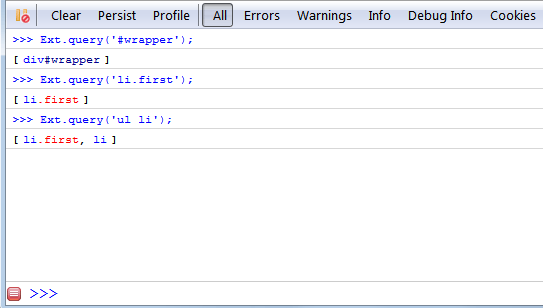 Clear Persist Profile All Errors Warnings Info Debug Info Cookies
>>> Ext.query('#wrapper');
[ div#wrapper ]
>>> Ext.query('li.first');
[ li.first ]
>>> Ext.query('ul li');
[ li.first, li ]
>>>